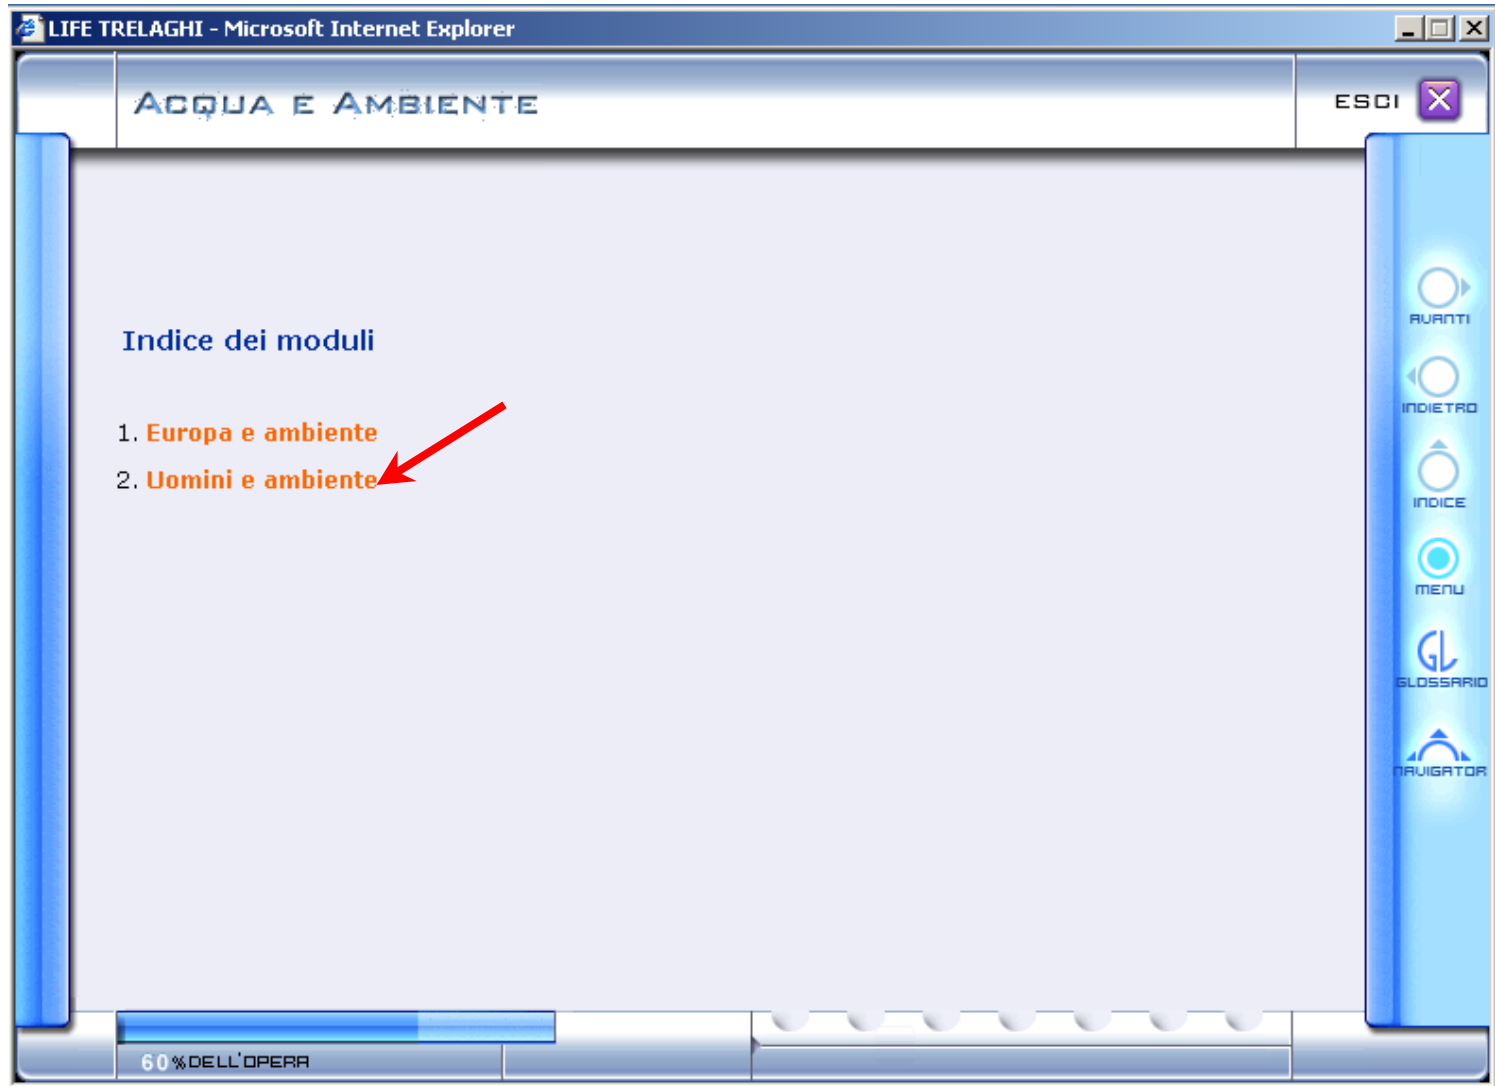 LIFE TRELAGHI - Microsoft Internet Explorer
ACQUA E AMBIENTE
ESCI
Indice dei moduli
1. Europa e ambiente
2. Uomini e ambiente
AVANTI
INDIETRO
INDICE
MENU
GL
GLOSSARIO
NAVIGATOR
60% DELL'OPERA